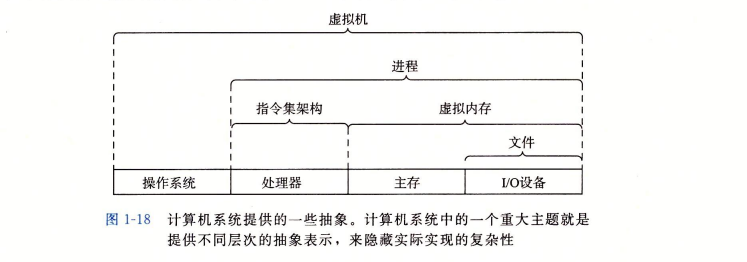 虚拟机
进程
指令集架构
虚拟内存
文件
操作系统
处理器
主存
I/O设备
图 1-18 计算机系统提供的一些抽象。计算机系统中的一个重大主题就是
提供不同层次的抽象表示，来隐藏实际实现的复杂性